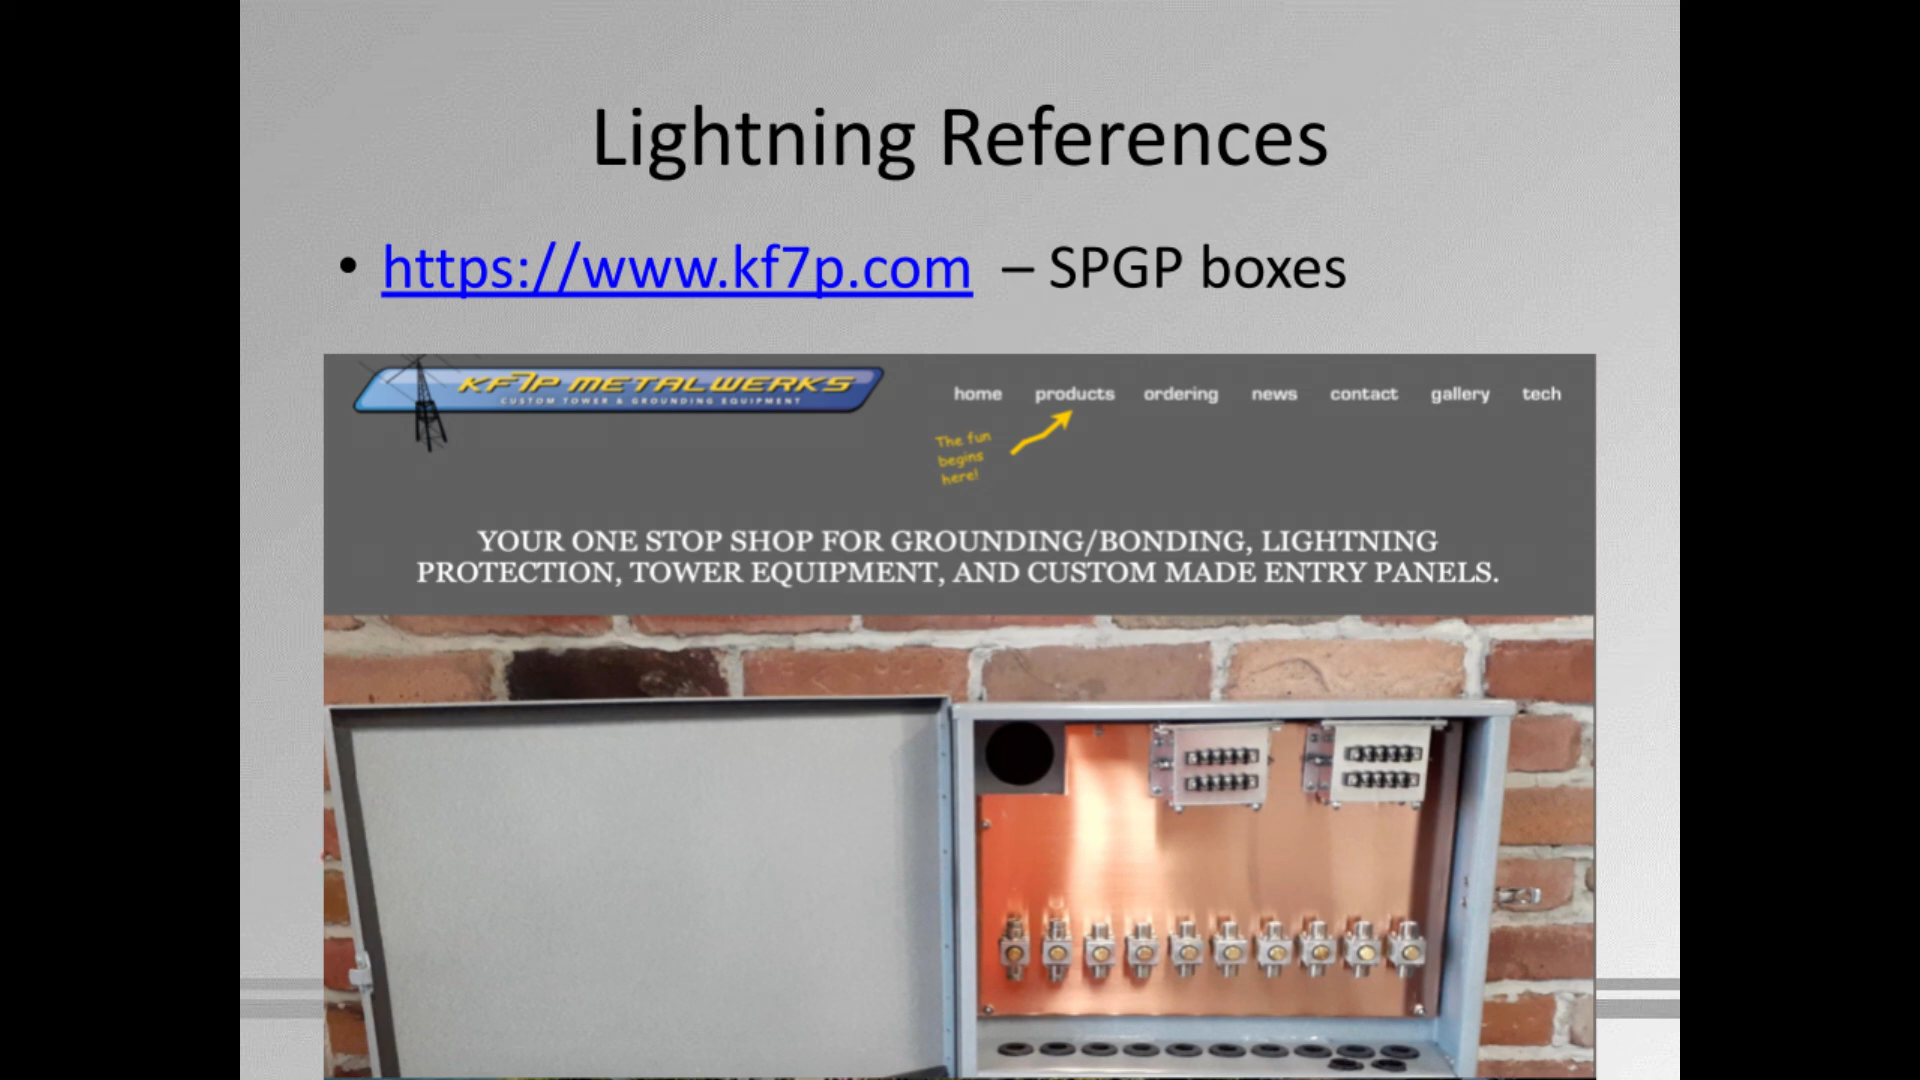 Lightning References
• https://www.kf7p.com – SPGP boxes
KF7P METALWERKS
CUSTOM TOWER & GROUNDING EQUIPMENT
home products ordering news contact gallery tech
The fun
begins
here!
YOUR ONE STOP SHOP FOR GROUNDING/BONDING, LIGHTNING
PROTECTION, TOWER EQUIPMENT, AND CUSTOM MADE ENTRY PANELS.